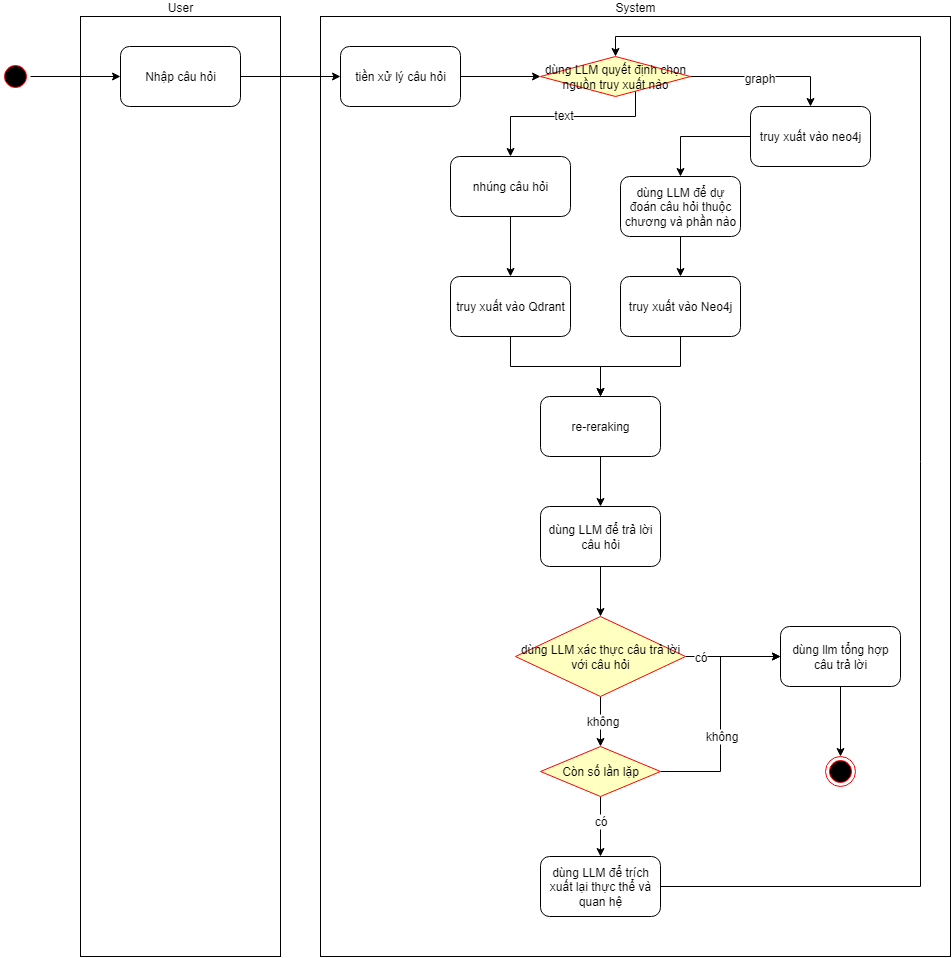 User
System
Nhập câu hỏi
tiền xử lý câu hỏi
dùng LLM quyết định chọn
nguồn truy xuất nào
graph
text
truy xuất vào neo4j
nhúng câu hỏi
dùng LLM để dự
đoán câu hỏi thuộc
chương và phần nào
truy xuất vào Qdrant
truy xuất vào Neo4j
re-reraking
dùng LLM để trả lời
câu hỏi
dùng LLM xác thực câu trả lời
với câu hỏi
có
dùng llm tổng hợp
câu trả lời
không
không
Còn số lần lặp
có
dùng LLM để trích
xuất lại thực thể và
quan hệ